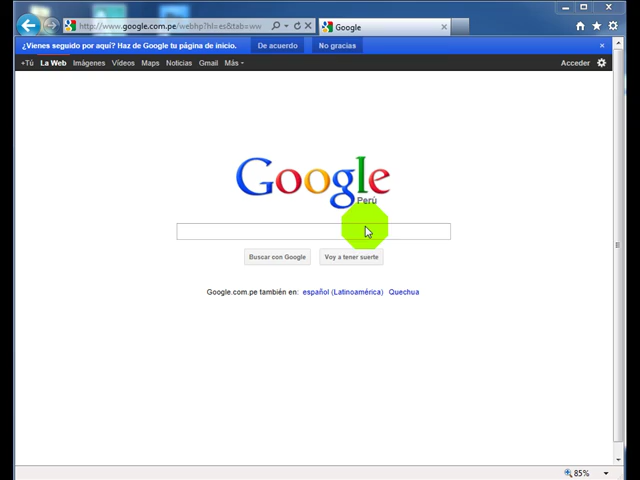 http://www.google.com.pe/webhp?hl=es&tab=ww
Google
¿Vienes seguido por aquí? Haz de Google tu página de inicio. De acuerdo No gracias
+Tú La Web Imágenes Vídeos Maps Noticias Gmail Más Acceder
Google
Perú
Buscar con Google Voy a tener suerte
Google.com.pe también en: español (Latinoamérica) Quechua
85%